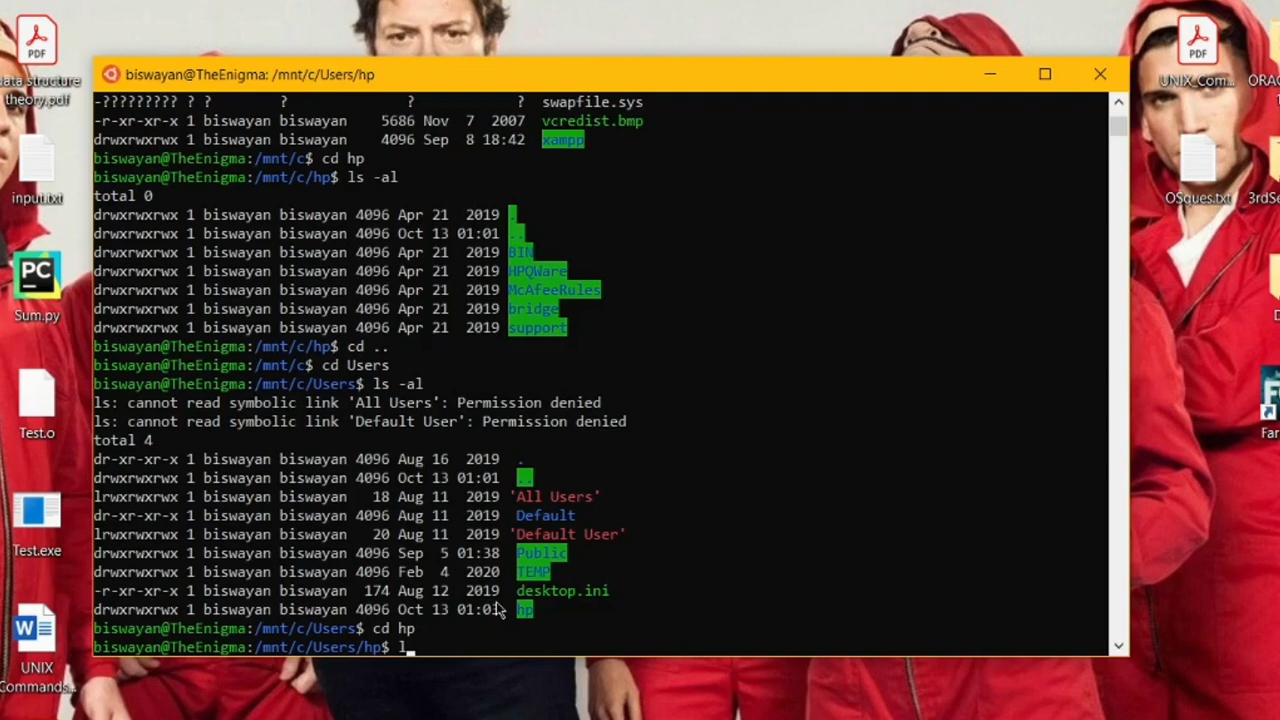 biswayan@TheEnigma: /mnt/c/Users/hp
-????????? ? ? ? ? ? swapfile.sys
-r-xr-xr-x 1 biswayan biswayan 5686 Nov 7 2007 vcredist.bmp
drwxrwxrwx 1 biswayan biswayan 4096 Sep 8 18:42 xampp
biswayan@TheEnigma:/mnt/c$ cd hp
biswayan@TheEnigma:/mnt/c/hp$ ls -al
total 0
drwxrwxrwx 1 biswayan biswayan 4096 Apr 21 2019 .
drwxrwxrwx 1 biswayan biswayan 4096 Oct 13 01:01 ..
drwxrwxrwx 1 biswayan biswayan 4096 Apr 21 2019 BIN
drwxrwxrwx 1 biswayan biswayan 4096 Apr 21 2019 HPQWare
drwxrwxrwx 1 biswayan biswayan 4096 Apr 21 2019 McAfeeRules
drwxrwxrwx 1 biswayan biswayan 4096 Apr 21 2019 bridge
drwxrwxrwx 1 biswayan biswayan 4096 Apr 21 2019 support
biswayan@TheEnigma:/mnt/c/hp$ cd ..
biswayan@TheEnigma:/mnt/c$ cd Users
biswayan@TheEnigma:/mnt/c/Users$ ls -al
ls: cannot read symbolic link 'All Users': Permission denied
ls: cannot read symbolic link 'Default User': Permission denied
total 4
dr-xr-xr-x 1 biswayan biswayan 4096 Aug 16 2019 .
drwxrwxrwx 1 biswayan biswayan 4096 Oct 13 01:01 ..
lrwxrwxrwx 1 biswayan biswayan 18 Aug 11 2019 'All Users'
dr-xr-xr-x 1 biswayan biswayan 4096 Aug 11 2019 Default
lrwxrwxrwx 1 biswayan biswayan 20 Aug 11 2019 'Default User'
drwxrwxrwx 1 biswayan biswayan 4096 Sep 5 01:38 Public
drwxrwxrwx 1 biswayan biswayan 4096 Feb 4 2020 TEMP
-r-xr-xr-x 1 biswayan biswayan 174 Aug 12 2019 desktop.ini
drwxrwxrwx 1 biswayan biswayan 4096 Oct 13 01:01 hp
biswayan@TheEnigma:/mnt/c/Users$ cd hp
biswayan@TheEnigma:/mnt/c/Users/hp$ l
PDF
data structure
theory.pdf
input.txt
PC
Sum.py
Test.o
Test.exe
W
UNIX
Commands...
PDF
UNIX_Com...
OSques.txt
ORAC
3rdSe
Far